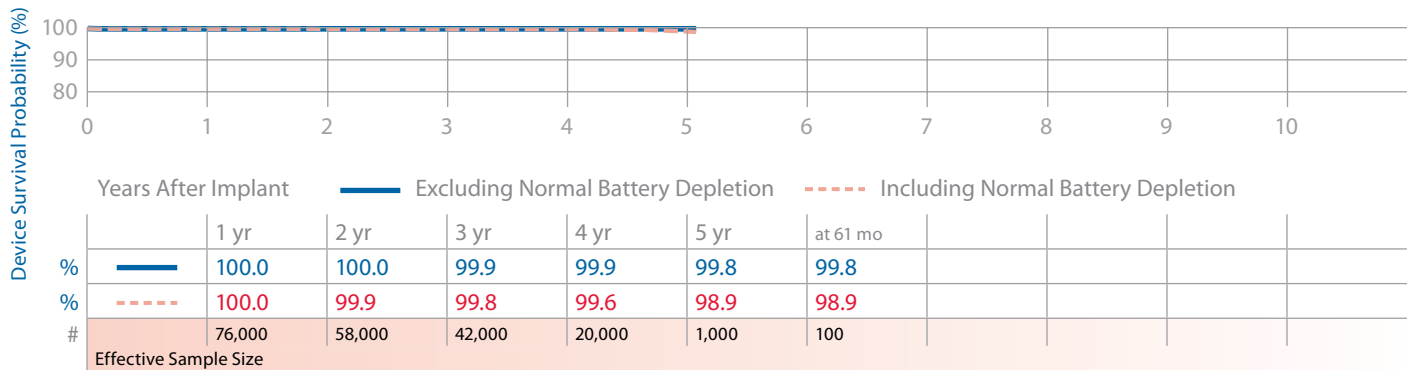 Device Survival Probability (%)
100
90
80
0 1 2 3 4 5 6 7 8 9 10
Years After Implant Excluding Normal Battery Depletion Including Normal Battery Depletion
1 yr 2 yr 3 yr 4 yr 5 yr at 61 mo
% 100.0 100.0 99.9 99.9 99.8 99.8
% 100.0 99.9 99.8 99.6 98.9 98.9
# 76,000 58,000 42,000 20,000 1,000 100
Effective Sample Size